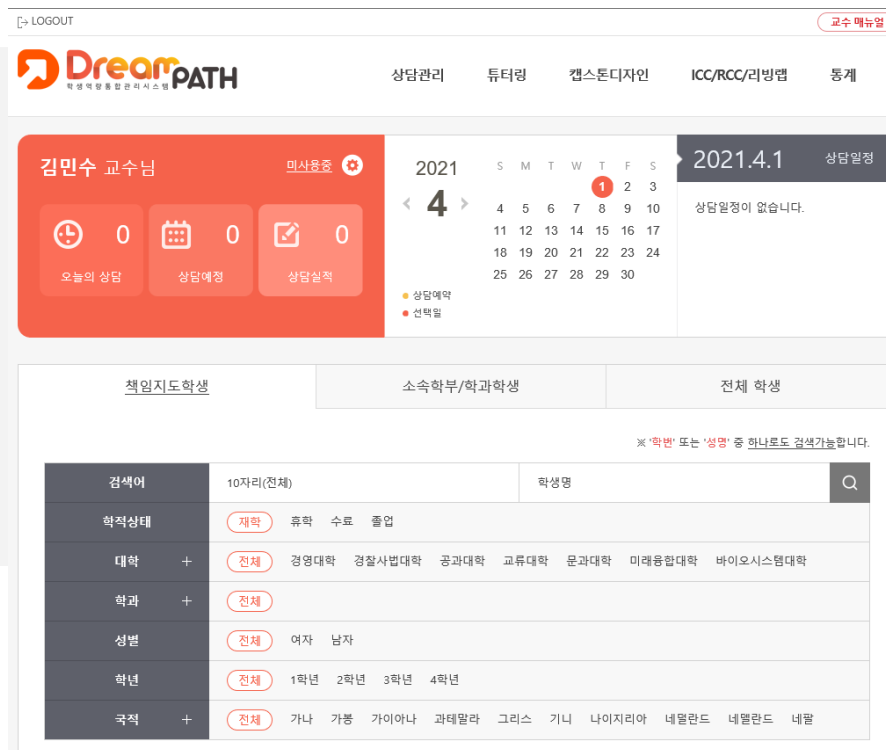 LOGOUT
교수 매뉴얼
Dream PATH
학생역량통합관리시스템
상담관리 튜터링 캡스톤디자인 ICC/RCC/리빙랩 통계
김민수 교수님 미사용중
0 0 0
오늘의 상담 상담예정 상담실적
2021
4
S M T W T F S
1 2 3
4 5 6 7 8 9 10
11 12 13 14 15 16 17
18 19 20 21 22 23 24
25 26 27 28 29 30
상담예약
선택일
2021.4.1 상담일정
상담일정이 없습니다.
책임지도학생 소속학부/학과학생 전체 학생
※ '학번' 또는 '성명' 중 하나로도 검색가능합니다.
검색어 10자리(전체) 학생명
학적상태 재학 휴학 수료 졸업
대학 + 전체 경영대학 경찰사법대학 공과대학 교류대학 문과대학 미래융합대학 바이오시스템대학
학과 + 전체
성별 전체 여자 남자
학년 전체 1학년 2학년 3학년 4학년
국적 + 전체 가나 가봉 가이아나 과테말라 그리스 기니 나이지리아 네덜란드 네델란드 네팔